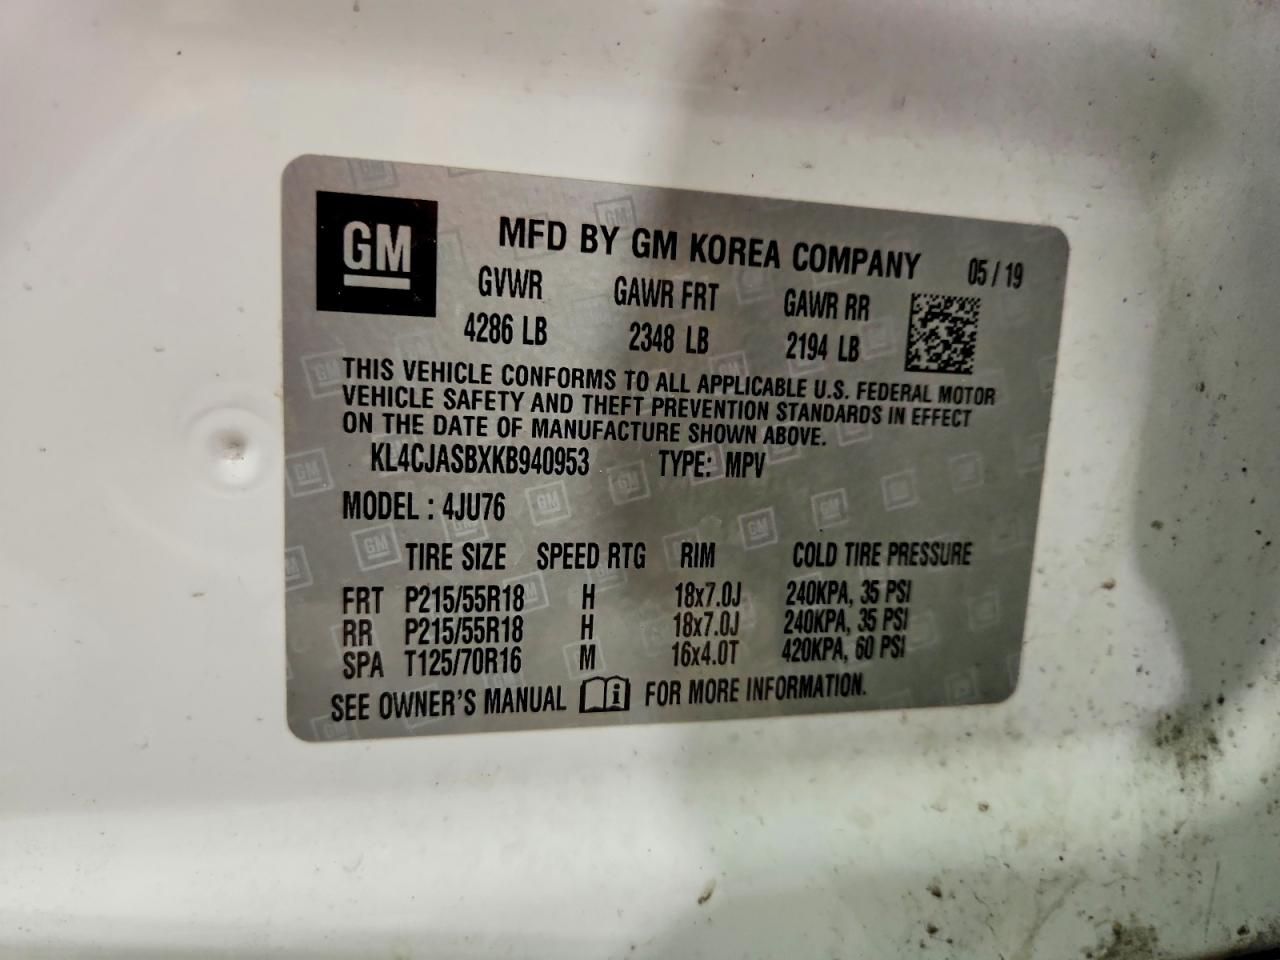 GM
MFD BY GM KOREA COMPANY 05/19
GVWR GAWR FRT GAWR RR
4286 LB 2348 LB 2194 LB
THIS VEHICLE CONFORMS TO ALL APPLICABLE U.S. FEDERAL MOTOR
VEHICLE SAFETY AND THEFT PREVENTION STANDARDS IN EFFECT
ON THE DATE OF MANUFACTURE SHOWN ABOVE.
KL4CJASBXKB940953 TYPE: MPV
MODEL : 4JU76
TIRE SIZE SPEED RTG RIM COLD TIRE PRESSURE
FRT P215/55R18 H 18x7.0J 240KPA, 35 PSI
RR P215/55R18 H 18x7.0J 240KPA, 35 PSI
SPA T125/70R16 M 16x4.0T 420KPA, 60 PSI
SEE OWNER'S MANUAL i FOR MORE INFORMATION.